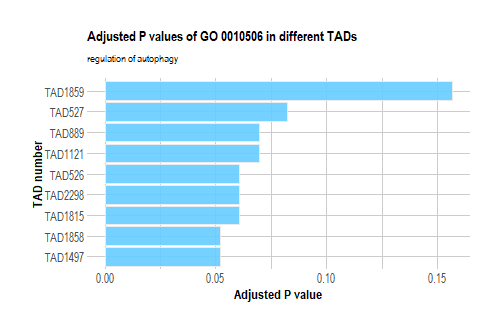 Adjusted P values of GO 0010506 in different TADs
regulation of autophagy
TAD number
TAD1859
TAD527
TAD889
TAD1121
TAD526
TAD2298
TAD1815
TAD1858
TAD1497
0.00 0.05 0.10 0.15
Adjusted P value